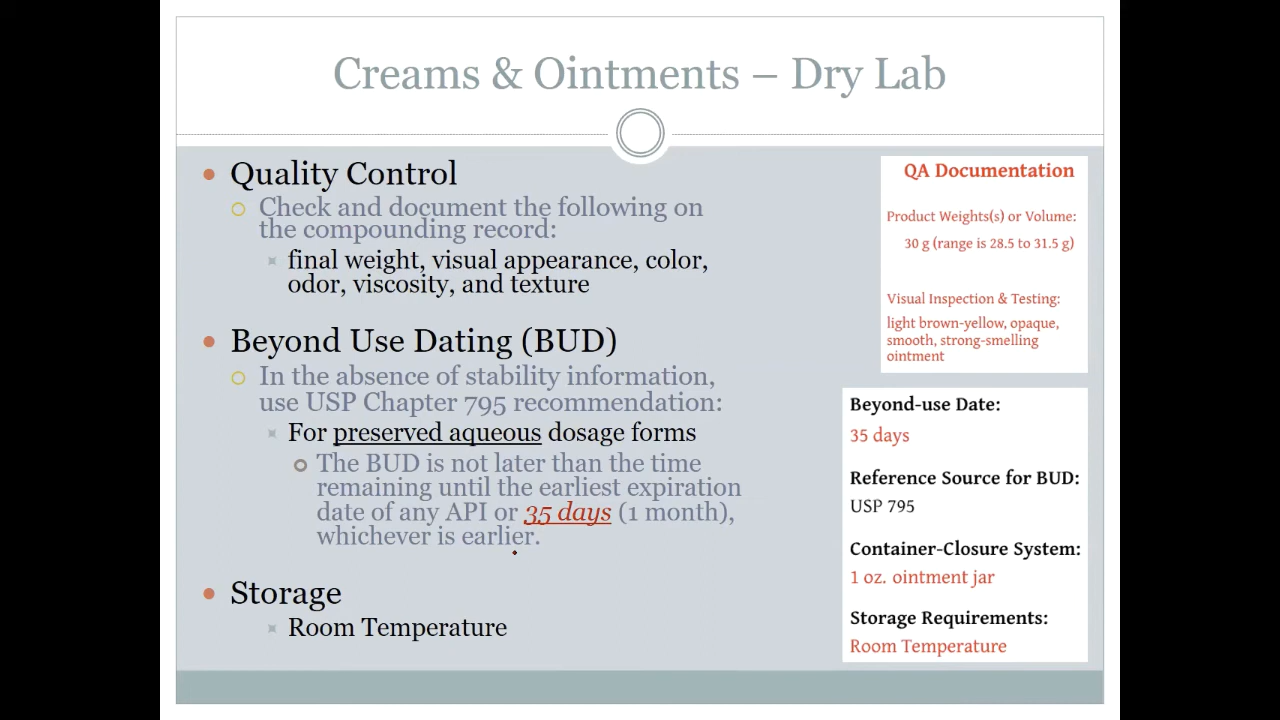 Creams & Ointments – Dry Lab
Quality Control
Check and document the following on
the compounding record:
final weight, visual appearance, color,
odor, viscosity, and texture
Beyond Use Dating (BUD)
In the absence of stability information,
use USP Chapter 795 recommendation:
For preserved aqueous dosage forms
The BUD is not later than the time
remaining until the earliest expiration
date of any API or 35 days (1 month),
whichever is earlier.
Storage
Room Temperature
QA Documentation
Product Weights(s) or Volume:
30 g (range is 28.5 to 31.5 g)
Visual Inspection & Testing:
light brown-yellow, opaque,
smooth, strong-smelling
ointment
Beyond-use Date:
35 days
Reference Source for BUD:
USP 795
Container-Closure System:
1 oz. ointment jar
Storage Requirements:
Room Temperature